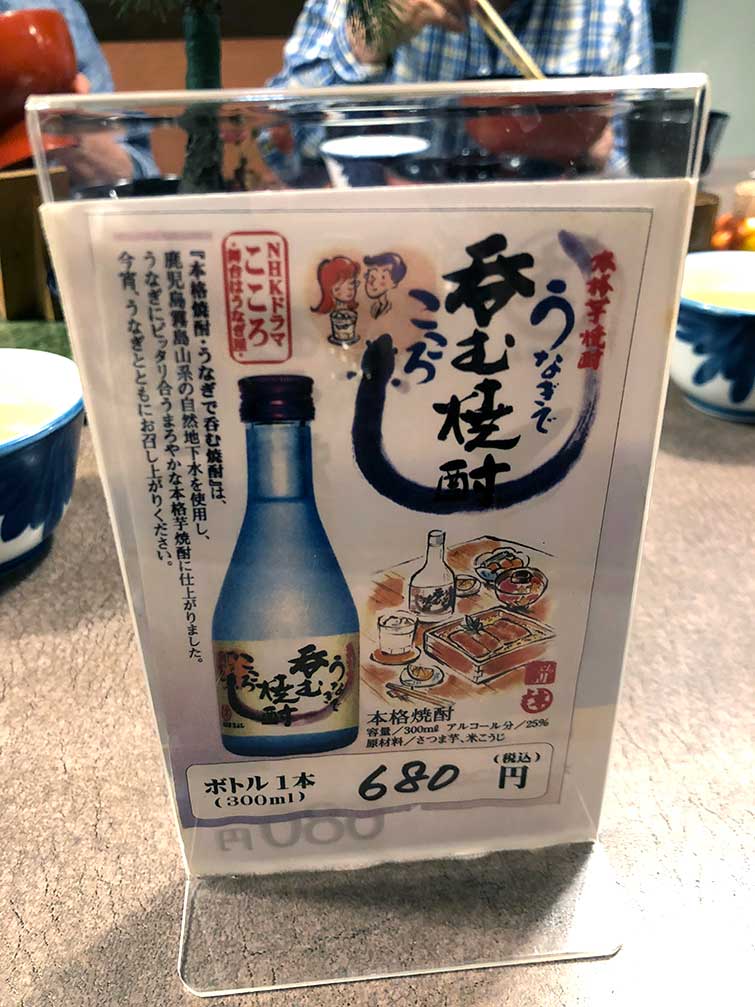 本格芋焼酎
うなぎで
呑む焼酎
こころ
NHKドラマ
こころ
・舞台はうなぎ屋・
『本格焼酎・うなぎで呑む焼酎』は、
鹿児島霧島山系の自然地下水を使用し、
うなぎにピッタリ合うまろやかな本格芋焼酎に仕上がりました。
今宵、うなぎとともにお召し上がりください。
うなぎで
呑む焼酎
こころ
本格焼酎
容量/300ml アルコール分/25%
原材料/さつま芋、米こうじ
ボトル1本
(300ml)
680
(税込)
円